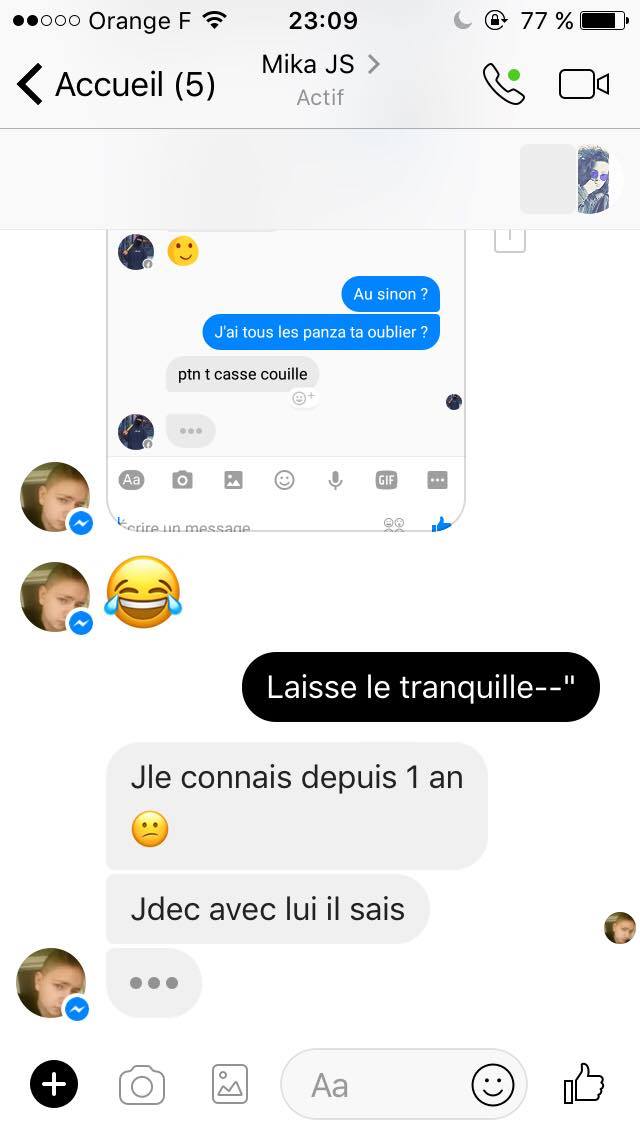 Orange F 23:09 77 %
Accueil (5) Mika JS
Actif
Au sinon ?
J'ai tous les panza ta oublier ?
ptn t casse couille
Aa GIF
Écrire un message
Laisse le tranquille--"
Jle connais depuis 1 an
Jdec avec lui il sais
Aa